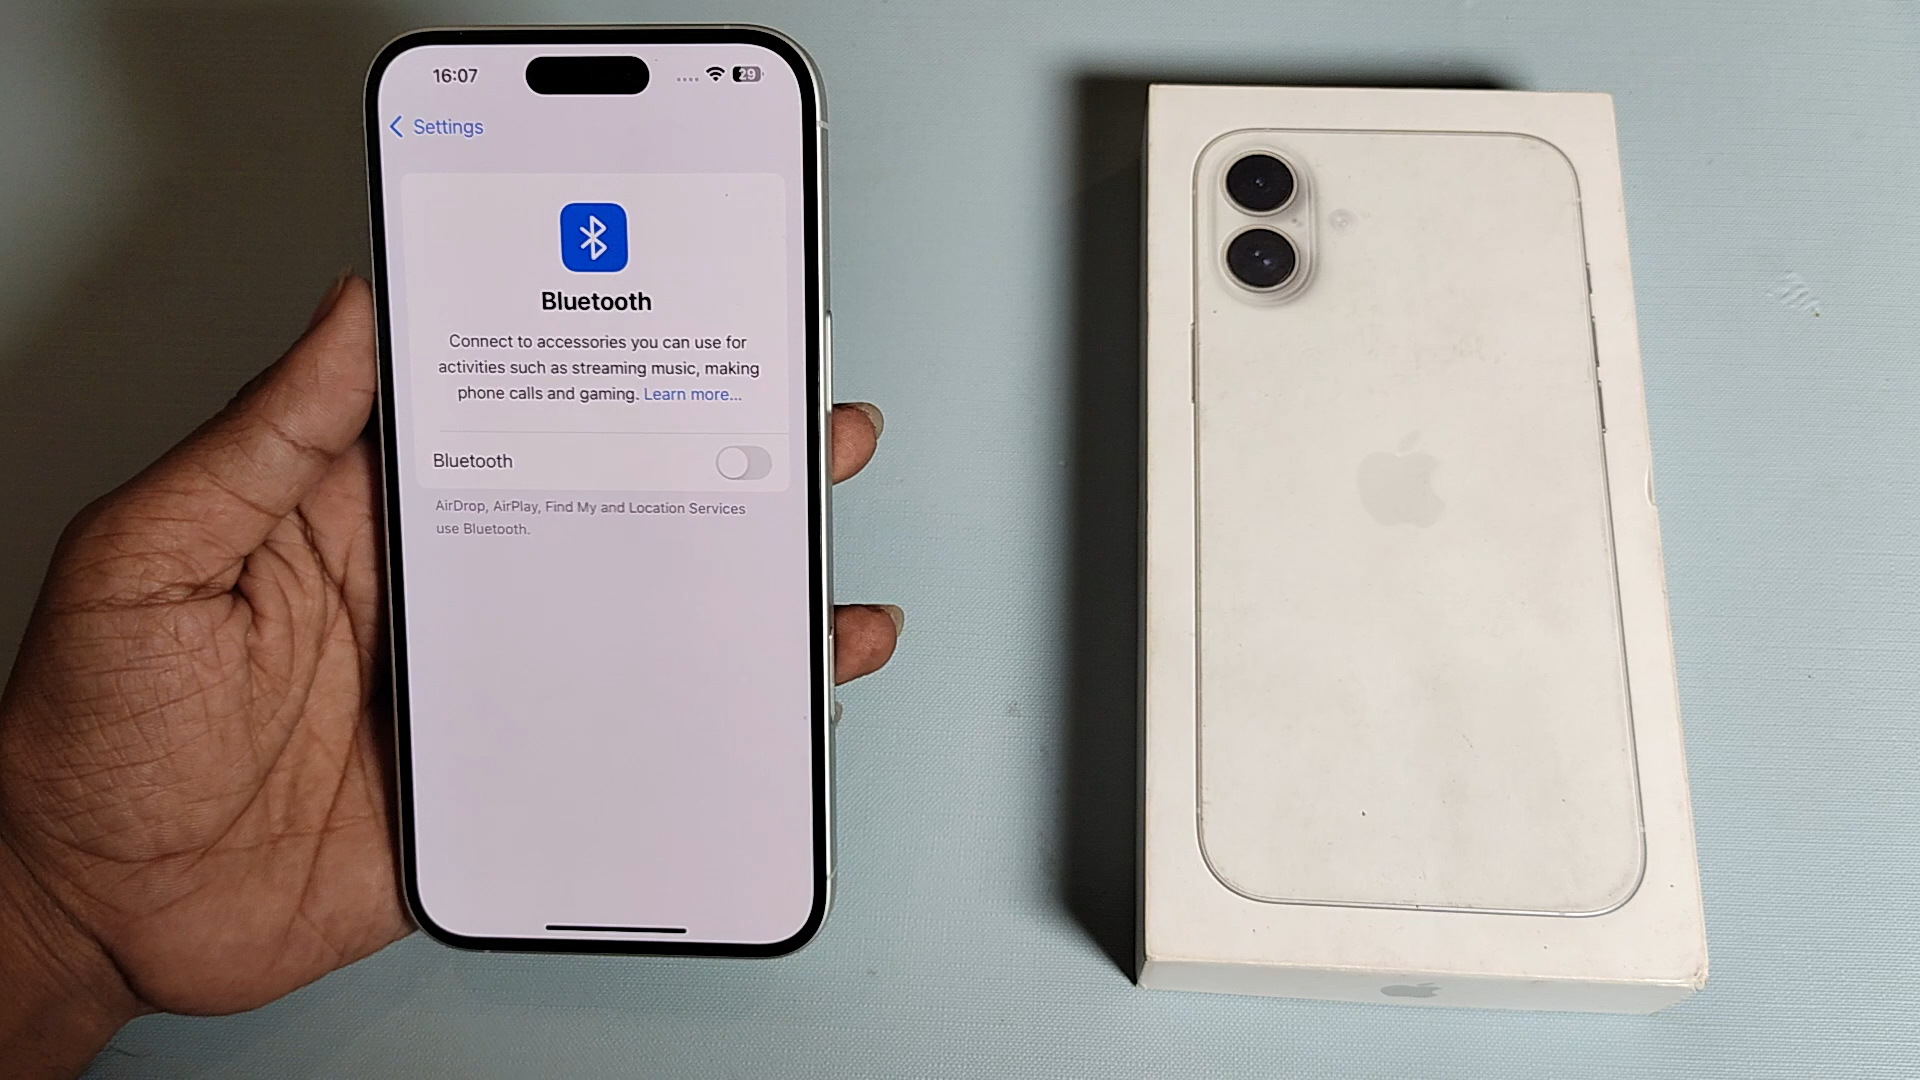 16:07
29
Settings
Bluetooth
Connect to accessories you can use for
activities such as streaming music, making
phone calls and gaming. Learn more...
Bluetooth
AirDrop, AirPlay, Find My and Location Services
use Bluetooth.